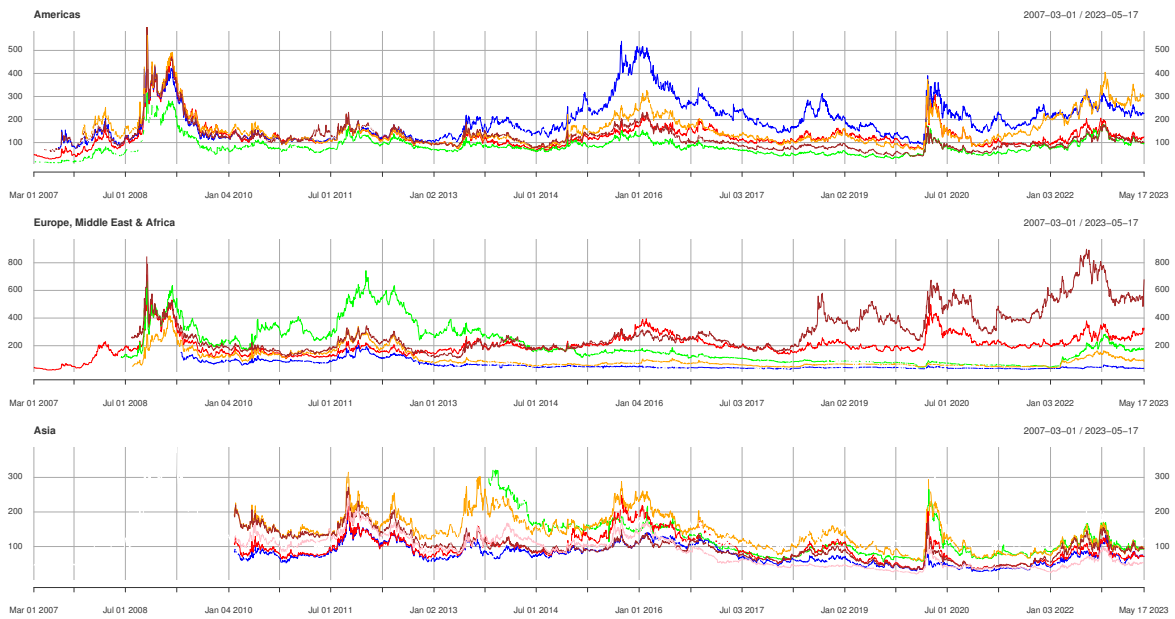 Americas 2007−03−01 / 2023−05−17
500 500
400 400
300 300
200 200
100 100
Mar 01 2007 Jul 01 2008 Jan 04 2010 Jul 01 2011 Jan 02 2013 Jul 01 2014 Jan 01 2016 Jul 03 2017 Jan 02 2019 Jul 01 2020 Jan 03 2022 May 17 2023
Europe, Middle East & Africa 2007−03−01 / 2023−05−17
800 800
600 600
400 400
200 200
Mar 01 2007 Jul 01 2008 Jan 04 2010 Jul 01 2011 Jan 02 2013 Jul 01 2014 Jan 04 2016 Jul 03 2017 Jan 02 2019 Jul 01 2020 Jan 03 2022 May 17 2023
Asia 2007−03−01 / 2023−05−17
300 300
200 200
100 100
Mar 01 2007 Jul 01 2008 Jan 04 2010 Jul 01 2011 Jan 02 2013 Jul 01 2014 Jan 01 2016 Jul 03 2017 Jan 02 2019 Jul 01 2020 Jan 03 2022 May 17 2023